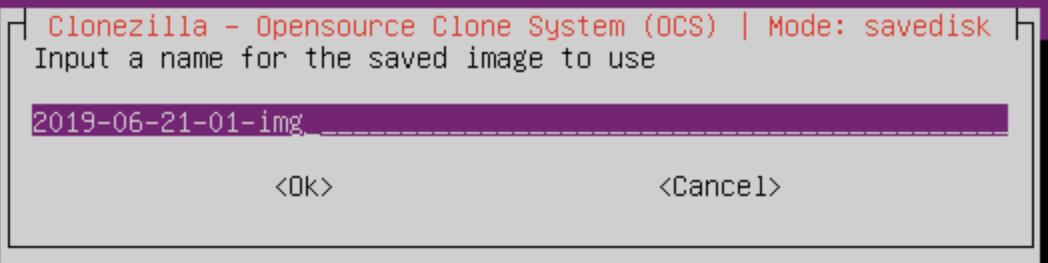 Clonezilla - Opensource Clone System (OCS) | Mode: savedisk
Input a name for the saved image to use
2019-06-21-01-img_____________________________________________
<Ok> <Cancel>